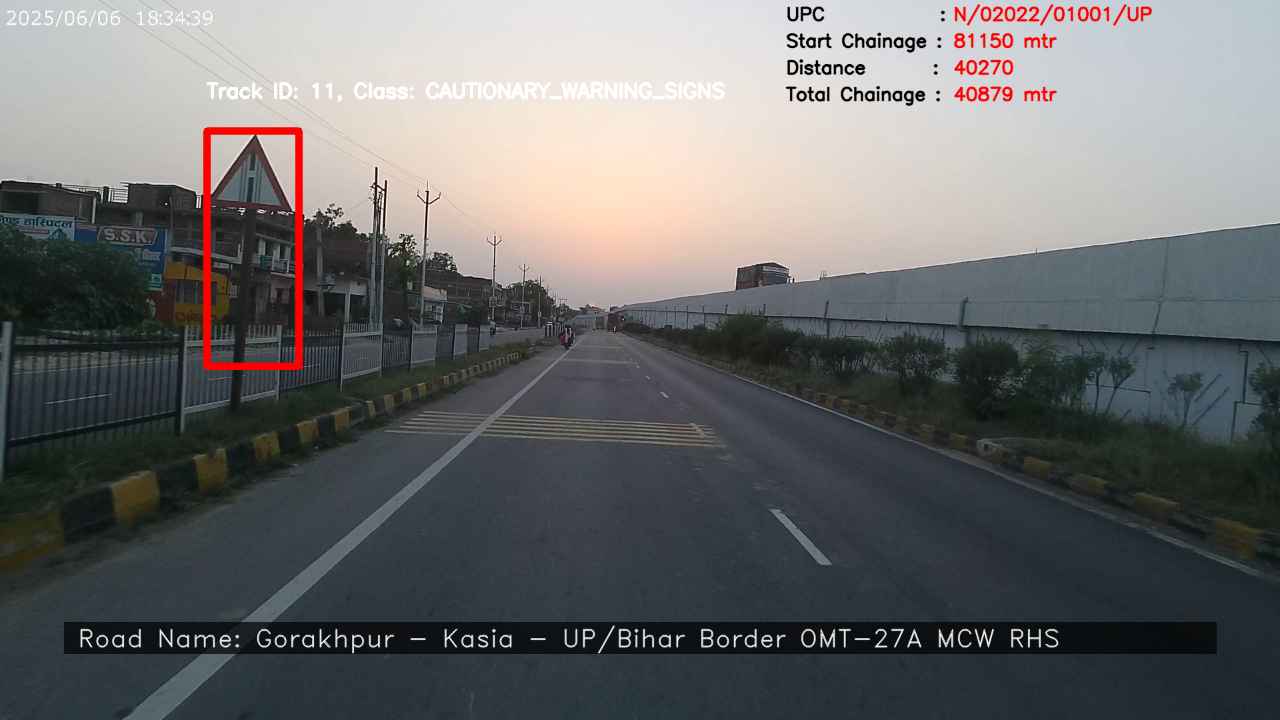 2025/06/06 18:34:39
UPC : N/02022/01001/UP
Start Chainage : 81150 mtr
Distance : 40270
Total Chainage : 40879 mtr
Track ID: 11, Class: CAUTIONARY_WARNING_SIGNS
हास्पिटल
S.S.K.
Road Name: Gorakhpur - Kasia - UP/Bihar Border OMT-27A MCW RHS